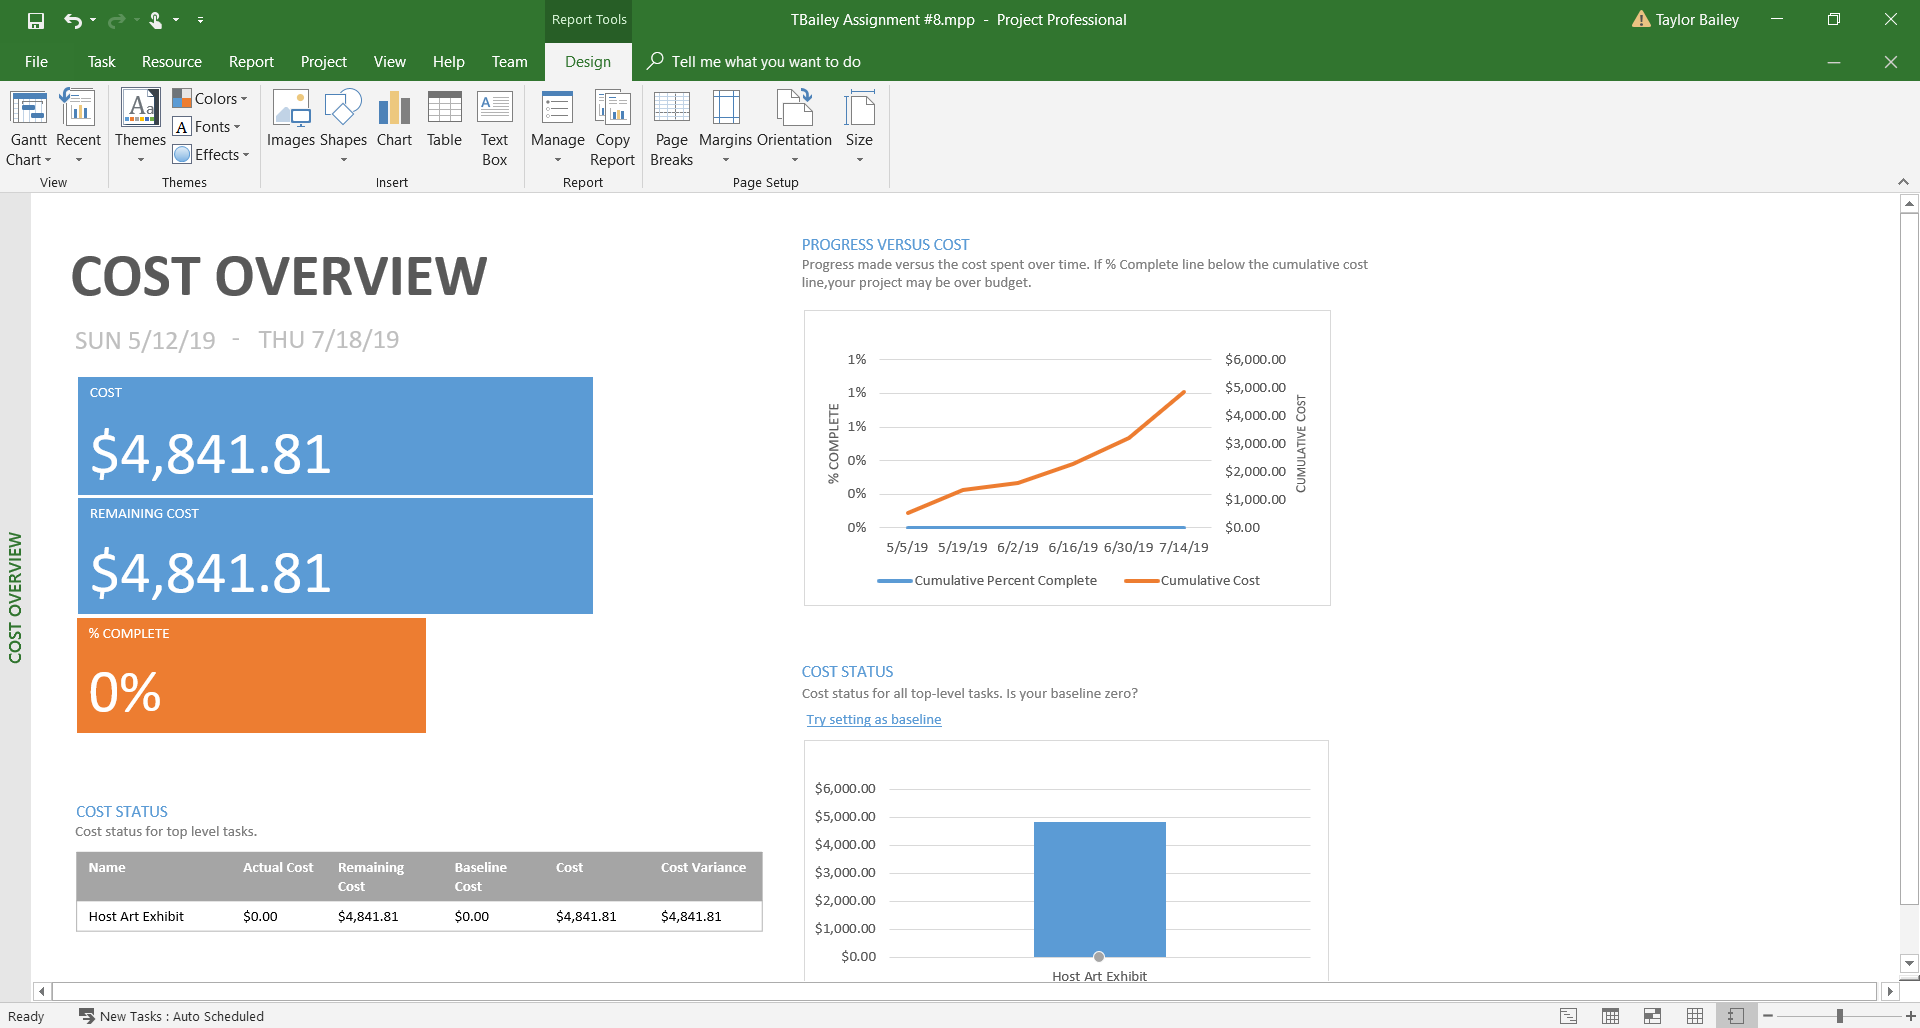 Report Tools
TBailey Assignment #8.mpp - Project Professional
Taylor Bailey
File Task Resource Report Project View Help Team Design Tell me what you want to do
Gantt Chart
Recent
View
Themes
Colors
Fonts
Effects
Themes
Images
Shapes
Chart
Table
Text Box
Insert
Manage
Copy Report
Report
Page Breaks
Margins
Orientation
Size
Page Setup
COST OVERVIEW
COST OVERVIEW
SUN 5/12/19 - THU 7/18/19
COST
$4,841.81
REMAINING COST
$4,841.81
% COMPLETE
0%
COST STATUS
Cost status for top level tasks.
Name Actual Cost Remaining Cost Baseline Cost Cost Cost Variance
Host Art Exhibit $0.00 $4,841.81 $0.00 $4,841.81 $4,841.81
PROGRESS VERSUS COST
Progress made versus the cost spent over time. If % Complete line below the cumulative cost
line,your project may be over budget.
% COMPLETE
1%
1%
1%
0%
0%
0%
$6,000.00
$5,000.00
$4,000.00
$3,000.00
$2,000.00
$1,000.00
$0.00
CUMULATIVE COST
5/5/19 5/19/19 6/2/19 6/16/19 6/30/19 7/14/19
Cumulative Percent Complete Cumulative Cost
COST STATUS
Cost status for all top-level tasks. Is your baseline zero?
Try setting as baseline
$6,000.00
$5,000.00
$4,000.00
$3,000.00
$2,000.00
$1,000.00
$0.00
Host Art Exhibit
Ready New Tasks : Auto Scheduled